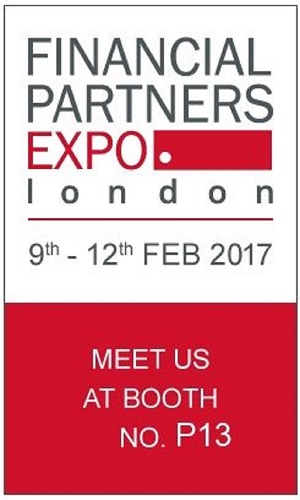 FINANCIAL
PARTNERS
EXPO
london
9th - 12th FEB 2017
MEET US
AT BOOTH
NO. P13